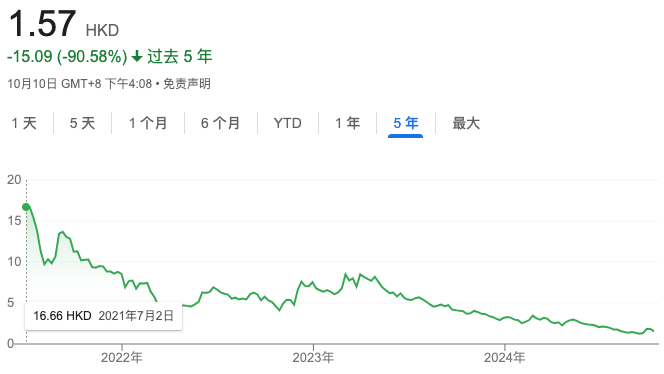 1.57 HKD
-15.09 (-90.58%) 过去 5 年
10月10日 GMT+8 下午4:08 • 免责声明
1 天 5 天 1 个月 6 个月 YTD 1 年 5 年 最大
20
15
10
5
0
16.66 HKD 2021年7月2日
2022年 2023年 2024年